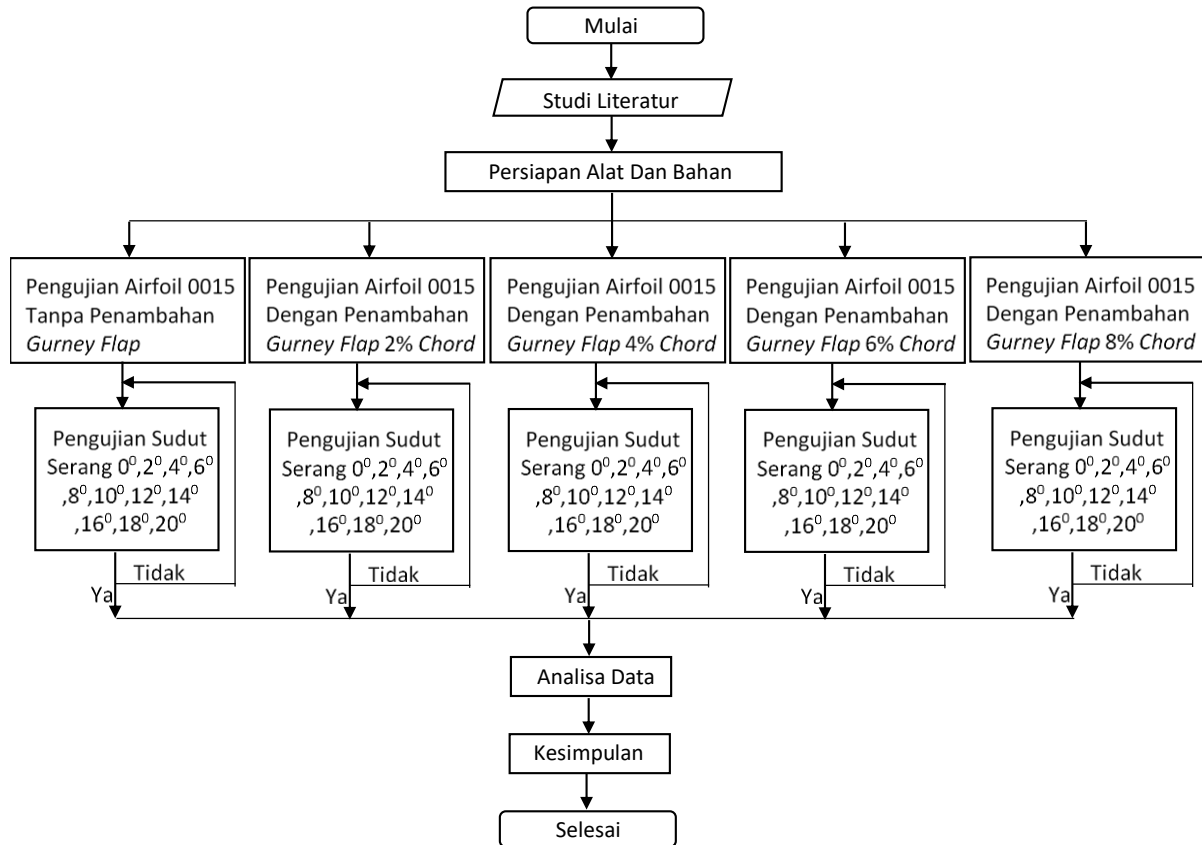 Mulai
Studi Literatur
Persiapan Alat Dan Bahan
Pengujian Airfoil 0015
Tanpa Penambahan
Gurney Flap
Pengujian Airfoil 0015
Dengan Penambahan
Gurney Flap 2% Chord
Pengujian Airfoil 0015
Dengan Penambahan
Gurney Flap 4% Chord
Pengujian Airfoil 0015
Dengan Penambahan
Gurney Flap 6% Chord
Pengujian Airfoil 0015
Dengan Penambahan
Gurney Flap 8% Chord
Pengujian Sudut
Serang 0⁰,2⁰,4⁰,6⁰
,8⁰,10⁰,12⁰,14⁰
,16⁰,18⁰,20⁰
Pengujian Sudut
Serang 0⁰,2⁰,4⁰,6⁰
,8⁰,10⁰,12⁰,14⁰
,16⁰,18⁰,20⁰
Pengujian Sudut
Serang 0⁰,2⁰,4⁰,6⁰
,8⁰,10⁰,12⁰,14⁰
,16⁰,18⁰,20⁰
Pengujian Sudut
Serang 0⁰,2⁰,4⁰,6⁰
,8⁰,10⁰,12⁰,14⁰
,16⁰,18⁰,20⁰
Pengujian Sudut
Serang 0⁰,2⁰,4⁰,6⁰
,8⁰,10⁰,12⁰,14⁰
,16⁰,18⁰,20⁰
Tidak
Ya
Tidak
Ya
Tidak
Ya
Tidak
Ya
Tidak
Ya
Analisa Data
Kesimpulan
Selesai